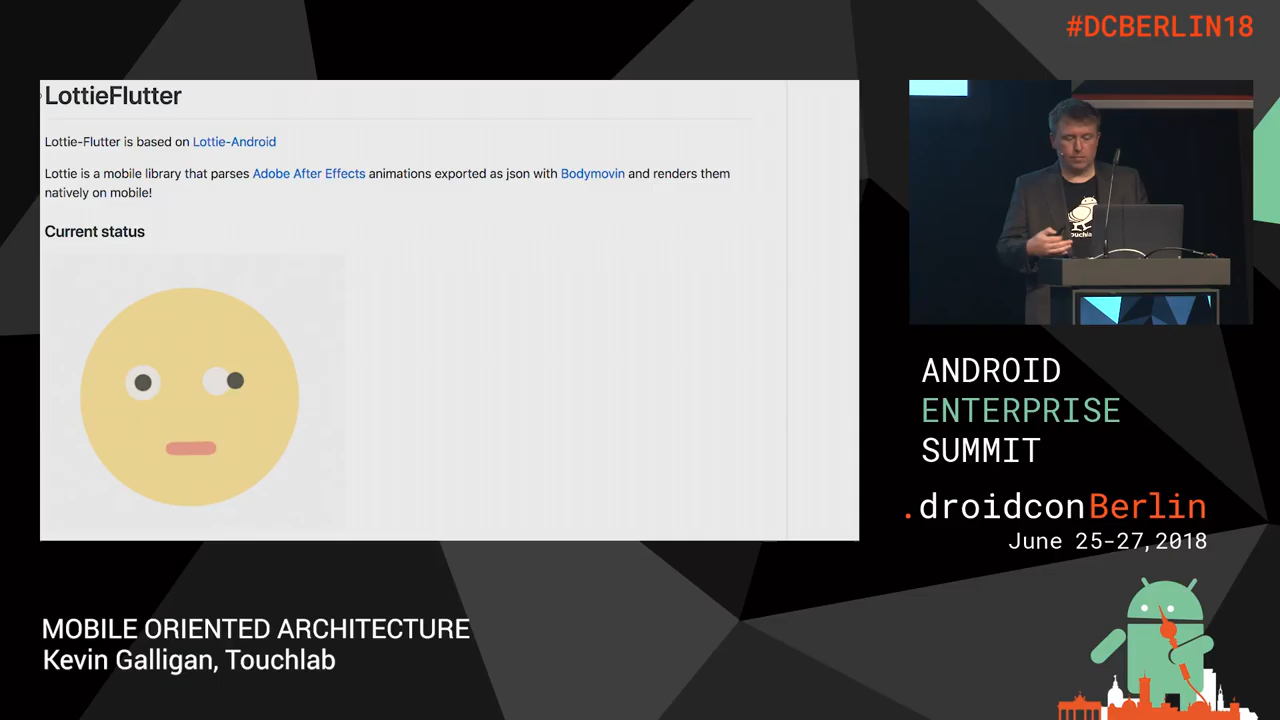 #DCBERLIN18
LottieFlutter
Lottie-Flutter is based on Lottie-Android
Lottie is a mobile library that parses Adobe After Effects animations exported as json with Bodymovin and renders them
natively on mobile!
Current status
ANDROID
ENTERPRISE
SUMMIT
.droidconBerlin
June 25-27, 2018
MOBILE ORIENTED ARCHITECTURE
Kevin Galligan, Touchlab